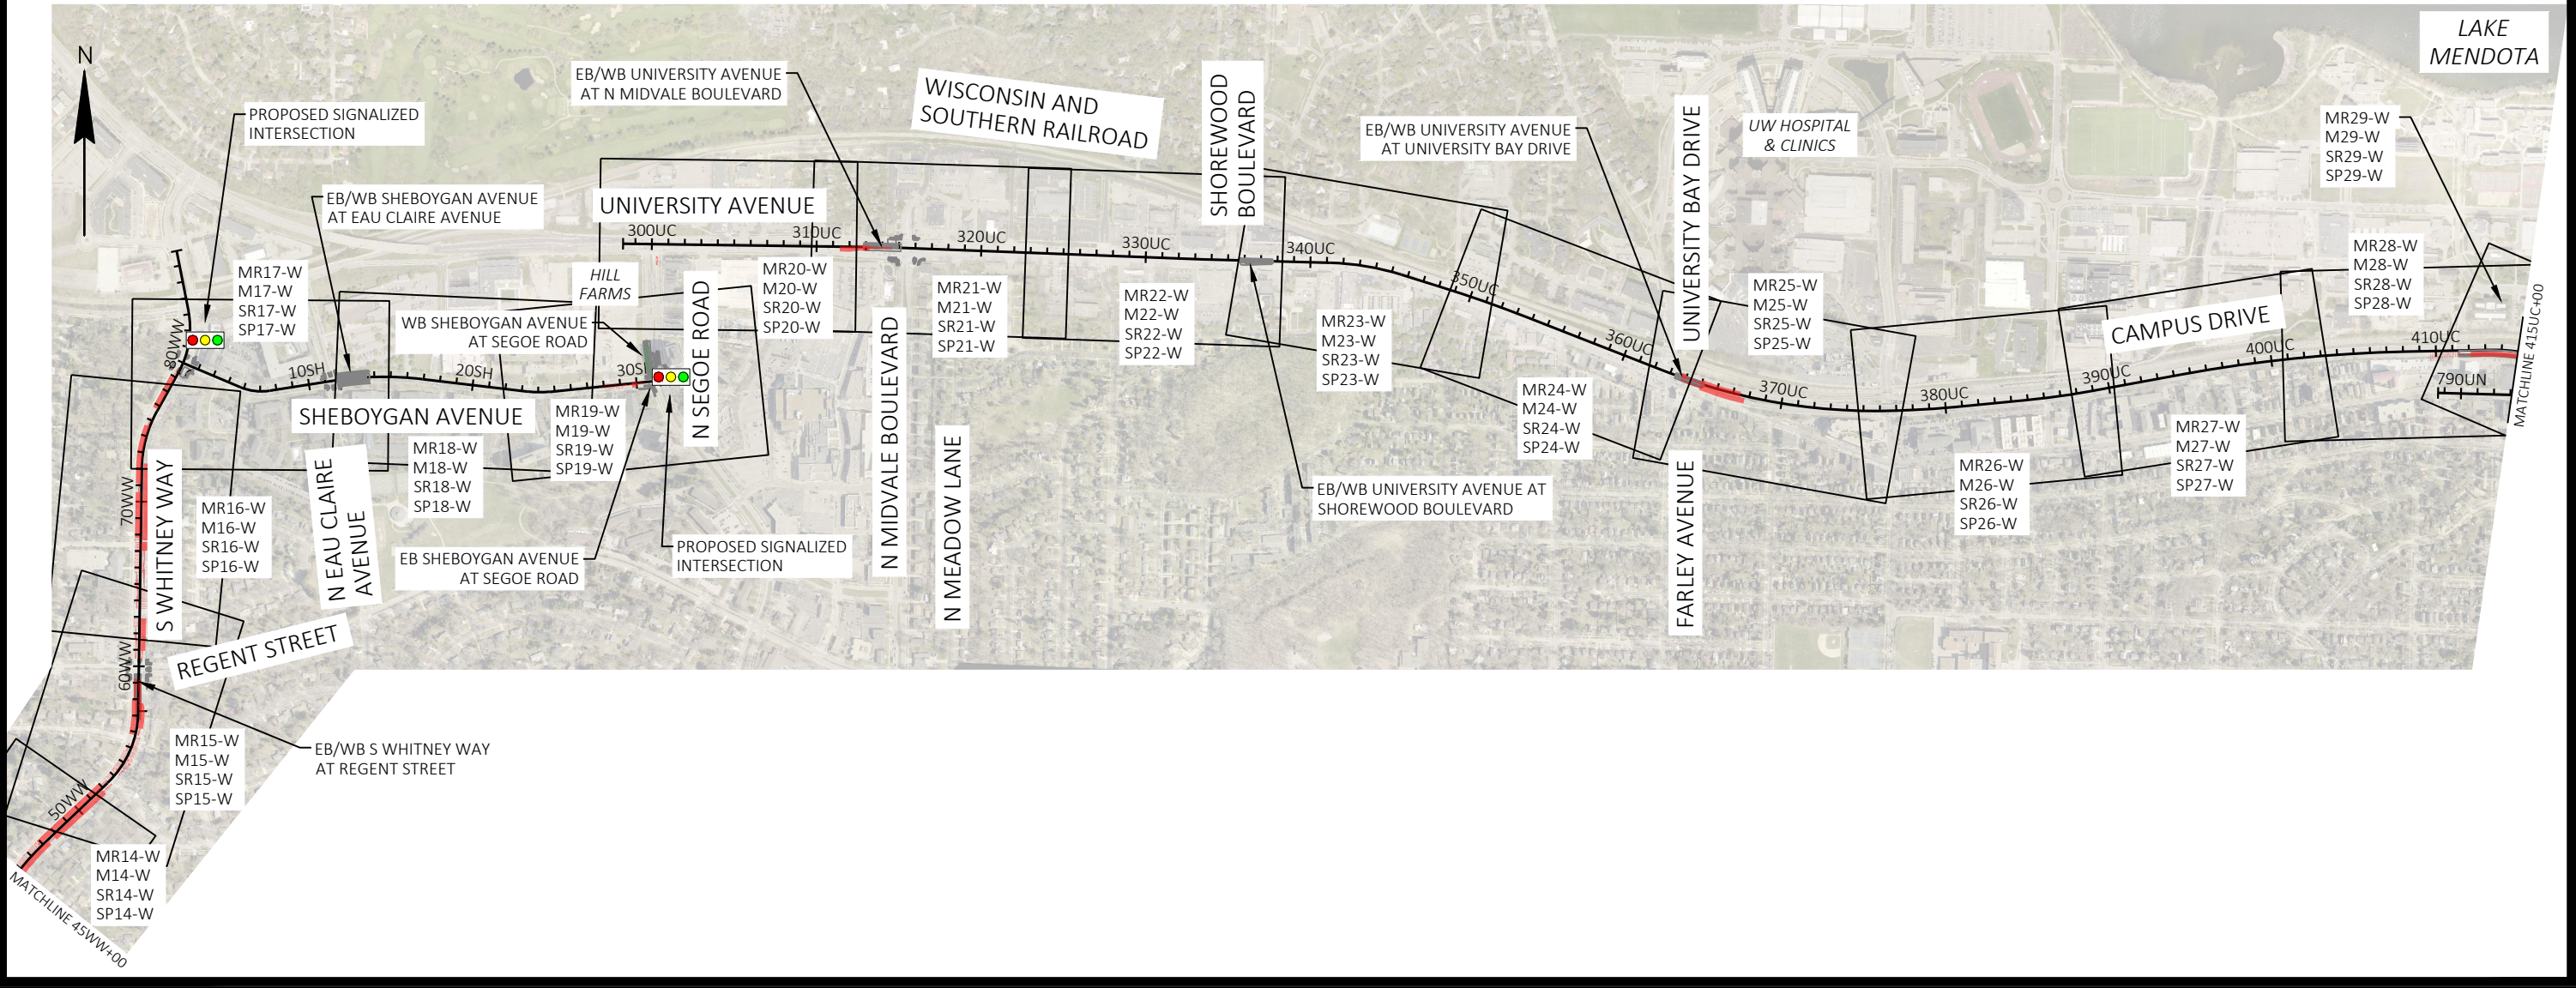 LAKE
MENDOTA
N
EB/WB UNIVERSITY AVENUE
AT N MIDVALE BOULEVARD
WISCONSIN AND
SOUTHERN RAILROAD
SHOREWOOD
BOULEVARD
EB/WB UNIVERSITY AVENUE
AT UNIVERSITY BAY DRIVE
UNIVERSITY BAY DRIVE
UW HOSPITAL
& CLINICS
MR29-W
M29-W
SR29-W
SP29-W
PROPOSED SIGNALIZED
INTERSECTION
EB/WB SHEBOYGAN AVENUE
AT EAU CLAIRE AVENUE
UNIVERSITY AVENUE
300UC
310UC
320UC
330UC
340UC
350UC
360UC
370UC
380UC
390UC
400UC
410UC
790UN
MATCHLINE 415UC+00
MR17-W
M17-W
SR17-W
SP17-W
HILL
FARMS
WB SHEBOYGAN AVENUE
AT SEGOE ROAD
N SEGOE ROAD
MR20-W
M20-W
SR20-W
SP20-W
MR21-W
M21-W
SR21-W
SP21-W
MR22-W
M22-W
SR22-W
SP22-W
MR23-W
M23-W
SR23-W
SP23-W
MR25-W
M25-W
SR25-W
SP25-W
CAMPUS DRIVE
MR28-W
M28-W
SR28-W
SP28-W
80WW
10SH
20SH
SHEBOYGAN AVENUE
MR18-W
M18-W
SR18-W
SP18-W
MR19-W
M19-W
SR19-W
SP19-W
N MIDVALE BOULEVARD
N MEADOW LANE
MR24-W
M24-W
SR24-W
SP24-W
MR26-W
M26-W
SR26-W
SP26-W
MR27-W
M27-W
SR27-W
SP27-W
EB/WB UNIVERSITY AVENUE AT
SHOREWOOD BOULEVARD
FARLEY AVENUE
70WW
S WHITNEY WAY
MR16-W
M16-W
SR16-W
SP16-W
N EAU CLAIRE
AVENUE
EB SHEBOYGAN AVENUE
AT SEGOE ROAD
PROPOSED SIGNALIZED
INTERSECTION
REGENT STREET
60WW
EB/WB S WHITNEY WAY
AT REGENT STREET
MR15-W
M15-W
SR15-W
SP15-W
50WW
MR14-W
M14-W
SR14-W
SP14-W
MATCHLINE 45WW+00